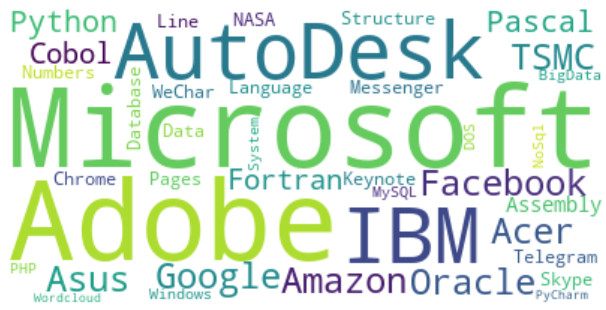 Python
Line
NASA
Structure
Pascal
Cobol
AutoDesk
TSMC
Numbers
BigData
Database
WeChar
Language
Messenger
Microsoft
Data
System
DOS
NoSql
Chrome
Pages
Fortran
Keynote
MySQL
Facebook
Adobe
IBM
Assembly
Acer
Telegram
PHP
Asus
Google
Amazon
Oracle
Skype
Wordcloud
Windows
PyCharm